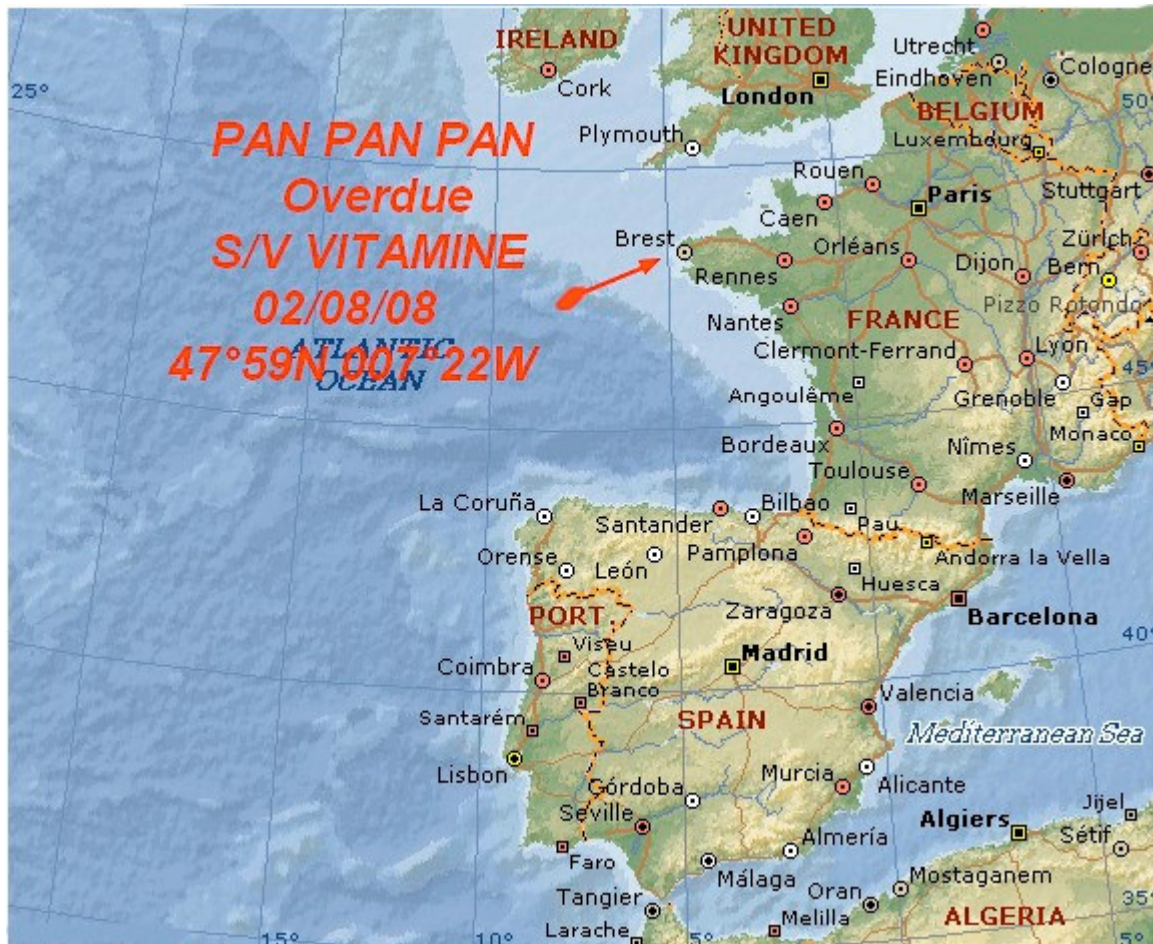 IRELAND
Cork
UNITED
KINGDOM
London
Plymouth
Utrecht
Eindhoven
Cologne
BELGIUM
Luxembourg
25°
50°
PAN PAN PAN
Overdue
S/V VITAMINE
02/08/08
47°59N 007°22W
ATLANTIC
OCEAN
Rouen
Caen
Paris
Stuttgart
Brest
Rennes
Orléans
Dijon
Zürich
Bern
Pizzo Rotondo
Nantes
FRANCE
Clermont-Ferrand
Lyon
45°
Angoulême
Grenoble
Gap
Bordeaux
Nîmes
Monaco
Toulouse
Marseille
La Coruña
Santander
Bilbao
Pau
Orense
León
Pamplona
Andorra la Vella
Huesca
PORT.
Zaragoza
Barcelona
Viseu
Coimbra
Castelo
Branco
Madrid
40°
Santarém
SPAIN
Valencia
Mediterranean Sea
Lisbon
Córdoba
Murcia
Alicante
Seville
Algiers
Jijel
Sétif
Faro
Almería
Málaga
Tangier
Oran
Mostaganem
35°
Larache
Melilla
ALGERIA
15°
10°
5°
5°